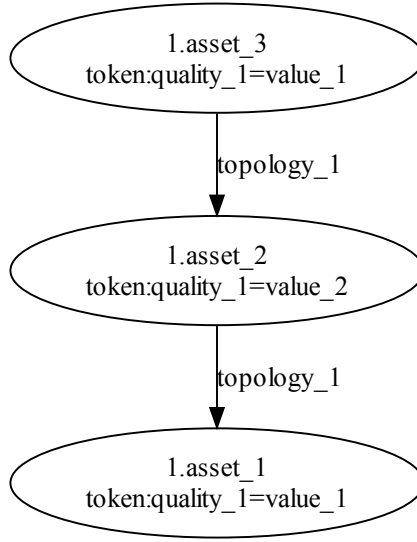 1.asset_3
token:quality_1=value_1
topology_1
1.asset_2
token:quality_1=value_2
topology_1
1.asset_1
token:quality_1=value_1